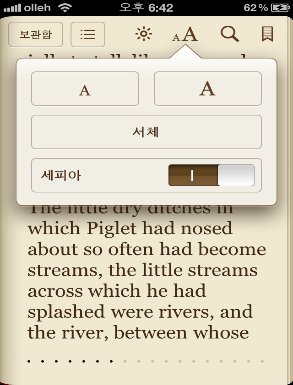 olleh 오후 6:42 62%
보관함 AA
A A
서체
세피아
The little dry ditches in
which Piglet had nosed
about so often had become
streams, the little streams
across which he had
splashed were rivers, and
the river, between whose